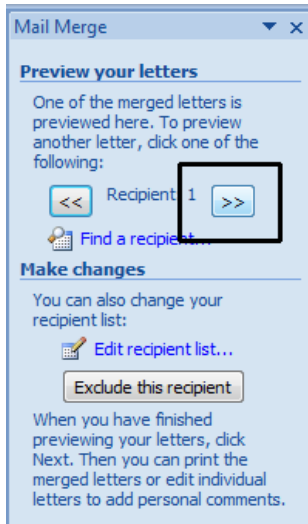 Mail Merge
Preview your letters
One of the merged letters is
previewed here. To preview
another letter, click one of the
following:
<< Recipient: 1 >>
Find a recipient...
Make changes
You can also change your
recipient list:
Edit recipient list...
Exclude this recipient
When you have finished
previewing your letters, click
Next. Then you can print the
merged letters or edit individual
letters to add personal comments.